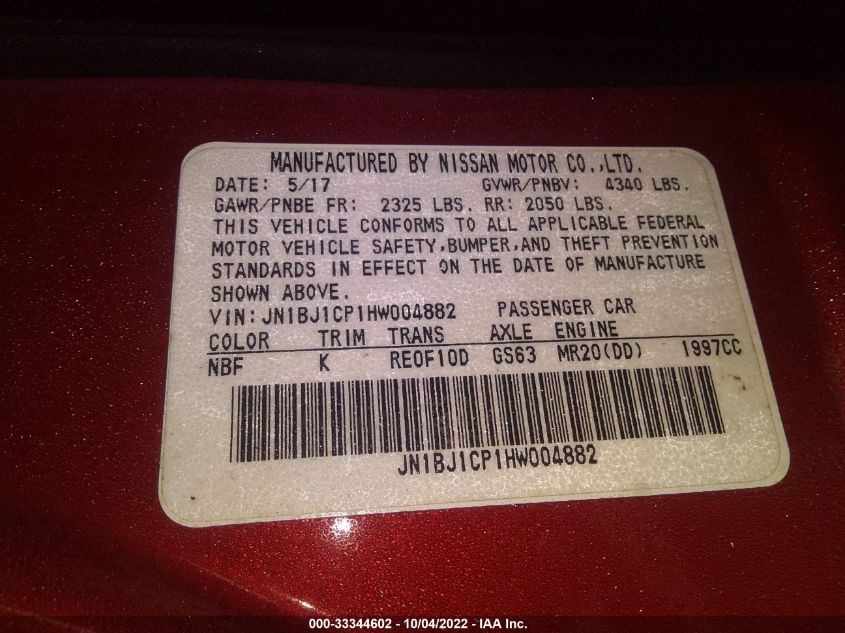 MANUFACTURED BY NISSAN MOTOR CO.,LTD.
DATE: 5/17 GVWR/PNBV: 4340 LBS.
GAWR/PNBE FR: 2325 LBS. RR: 2050 LBS.
THIS VEHICLE CONFORMS TO ALL APPLICABLE FEDERAL
MOTOR VEHICLE SAFETY,BUMPER,AND THEFT PREVENTION
STANDARDS IN EFFECT ON THE DATE OF MANUFACTURE
SHOWN ABOVE.
VIN:JN1BJ1CP1HW004882 PASSENGER CAR
COLOR TRIM TRANS AXLE ENGINE
NBF K RE0F10D GS63 MR20(DD) 1997CC
JN1BJ1CP1HW004882
000-33344602 - 10/04/2022 - IAA Inc.